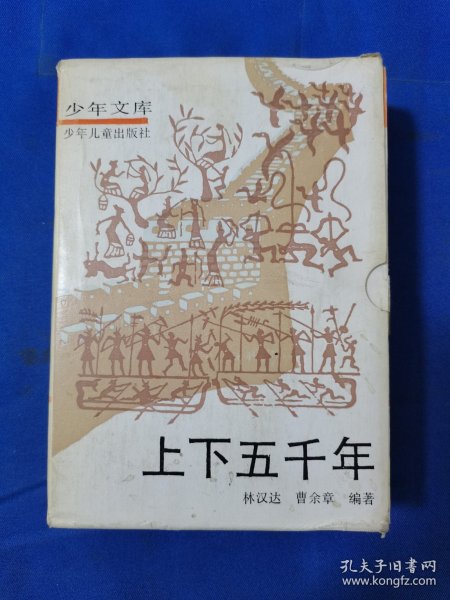 少年文库
少年儿童出版社
上下五千年
林汉达 曹余章 编著
孔夫子旧书网
www.kongfz.com